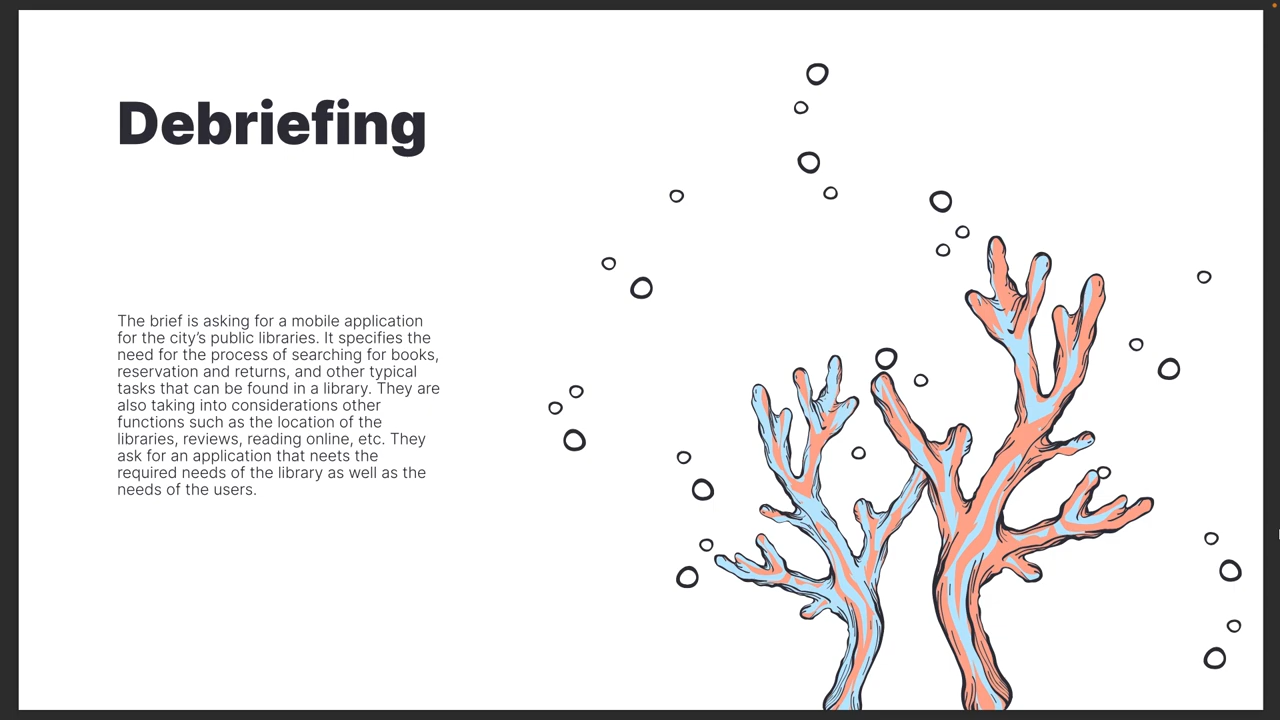 Debriefing
The brief is asking for a mobile application
for the city’s public libraries. It specifies the
need for the process of searching for books,
reservation and returns, and other typical
tasks that can be found in a library. They are
also taking into considerations other
functions such as the location of the
libraries, reviews, reading online, etc. They
ask for an application that neets the
required needs of the library as well as the
needs of the users.